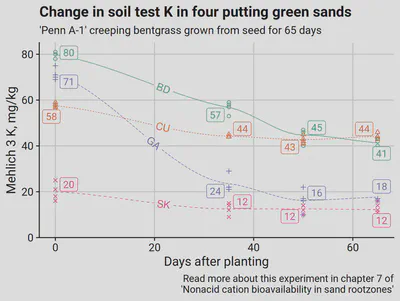 Change in soil test K in four putting green sands
'Penn A-1' creeping bentgrass grown from seed for 65 days
Mehlich 3 K, mg/kg
80
60
40
20
0
80
71
58
20
BD
CU
GA
SK
57
44
24
12
45
43
16
12
44
41
18
12
0
20
40
60
Days after planting
Read more about this experiment in chapter 7 of
'Nonacid cation bioavailability in sand rootzones'